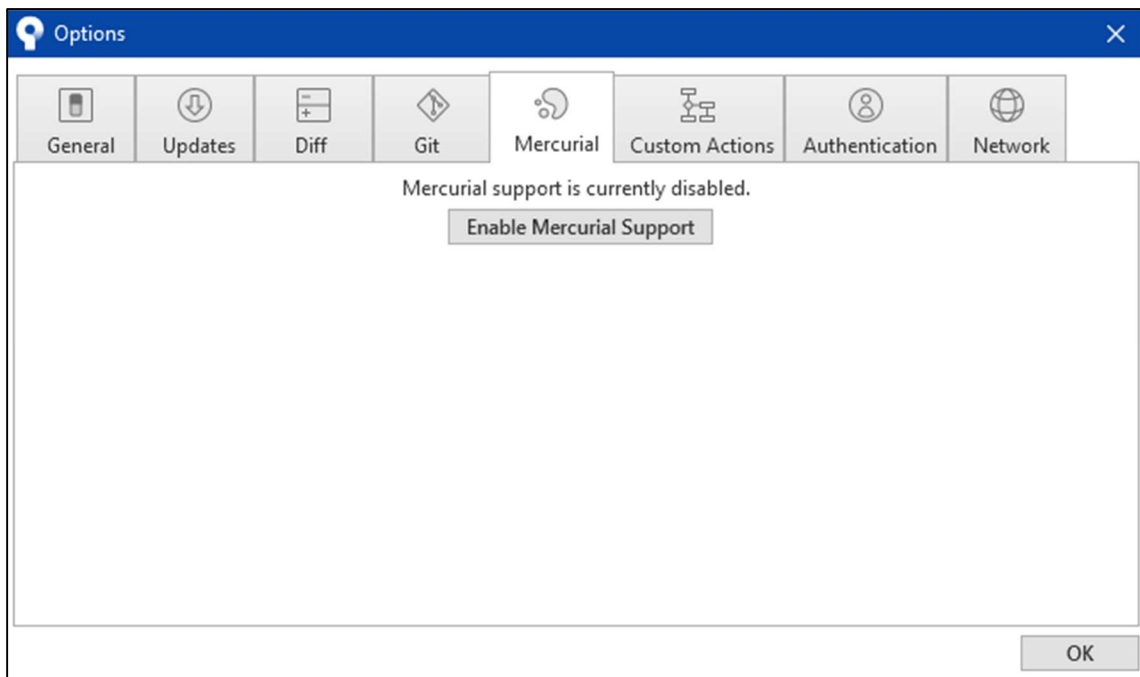 Options
General Updates Diff Git Mercurial Custom Actions Authentication Network
Mercurial support is currently disabled.
Enable Mercurial Support
OK